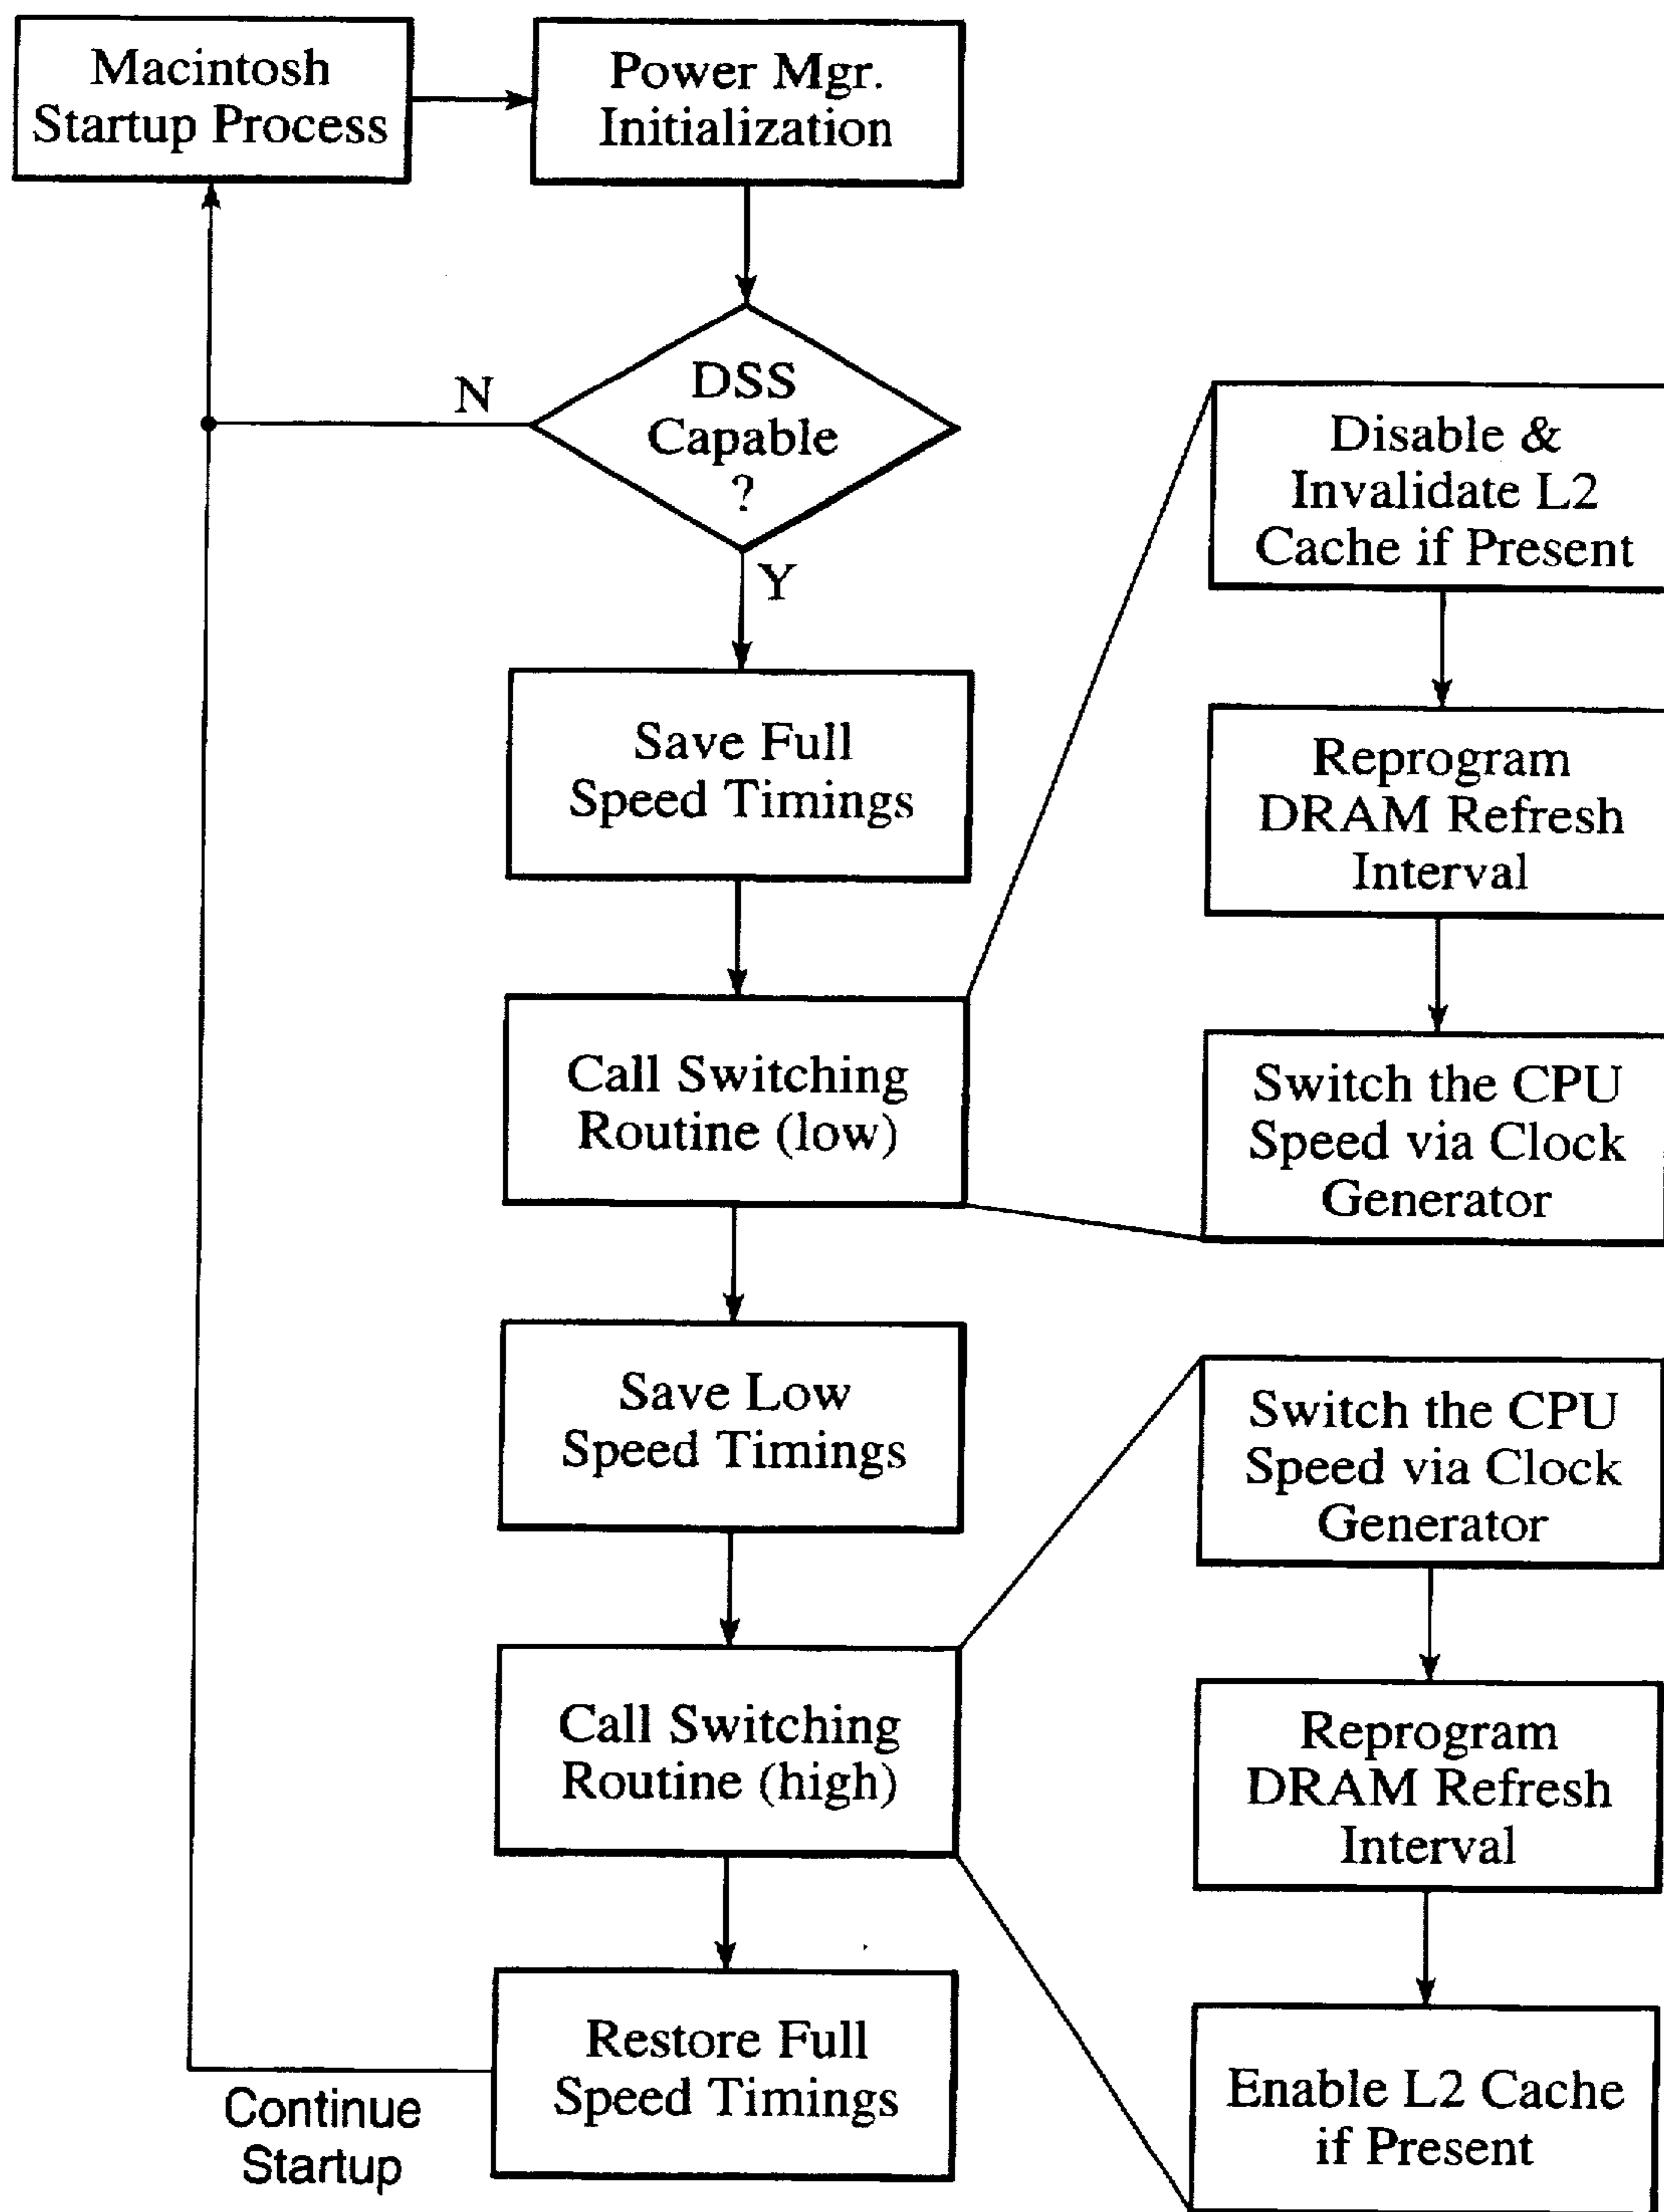 Macintosh
Startup Process
Power Mgr.
Initialization
DSS
Capable
?
N
Y
Save Full
Speed Timings
Call Switching
Routine (low)
Disable &
Invalidate L2
Cache if Present
Reprogram
DRAM Refresh
Interval
Switch the CPU
Speed via Clock
Generator
Save Low
Speed Timings
Call Switching
Routine (high)
Switch the CPU
Speed via Clock
Generator
Reprogram
DRAM Refresh
Interval
Enable L2 Cache
if Present
Restore Full
Speed Timings
Continue
Startup